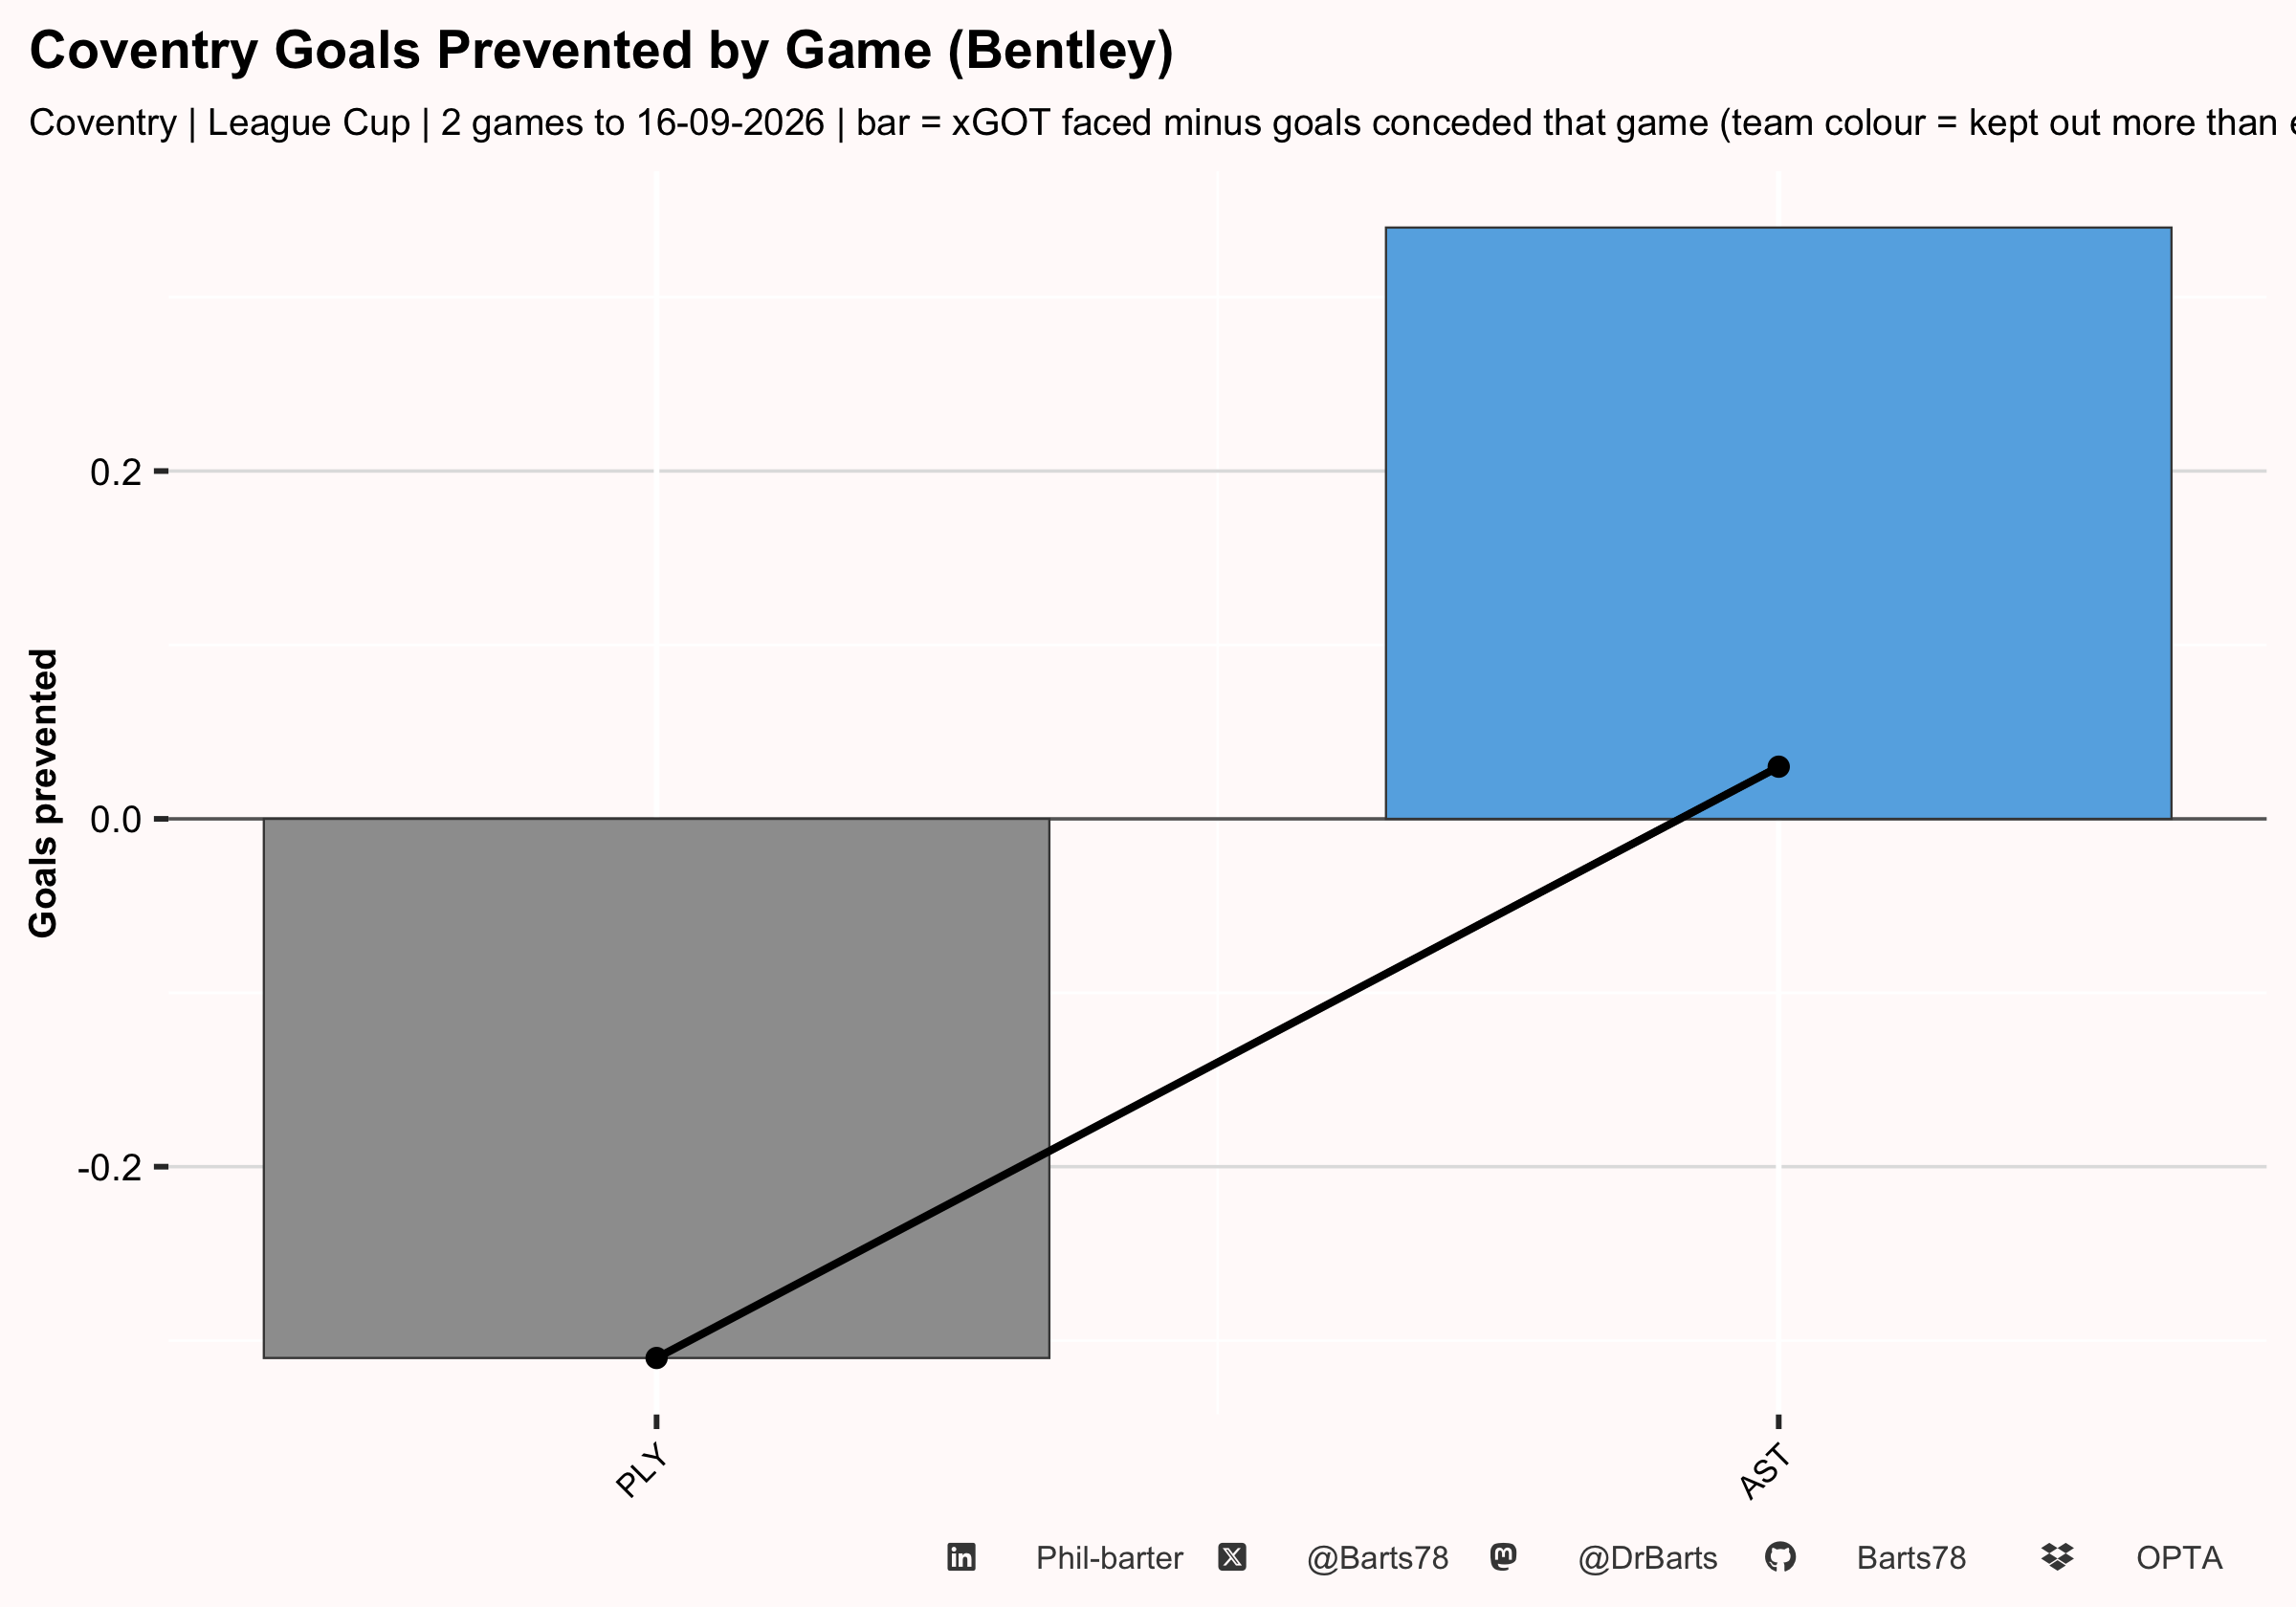 Coventry Goals Prevented by Game (Bentley)
Coventry | League Cup | 2 games to 16-09-2026 | bar = xGOT faced minus goals conceded that game (team colour = kept out more than
Goals prevented
0.2
0.0
-0.2
PLY
AST
Phil-barter @Barts78 @DrBarts Barts78 OPTA